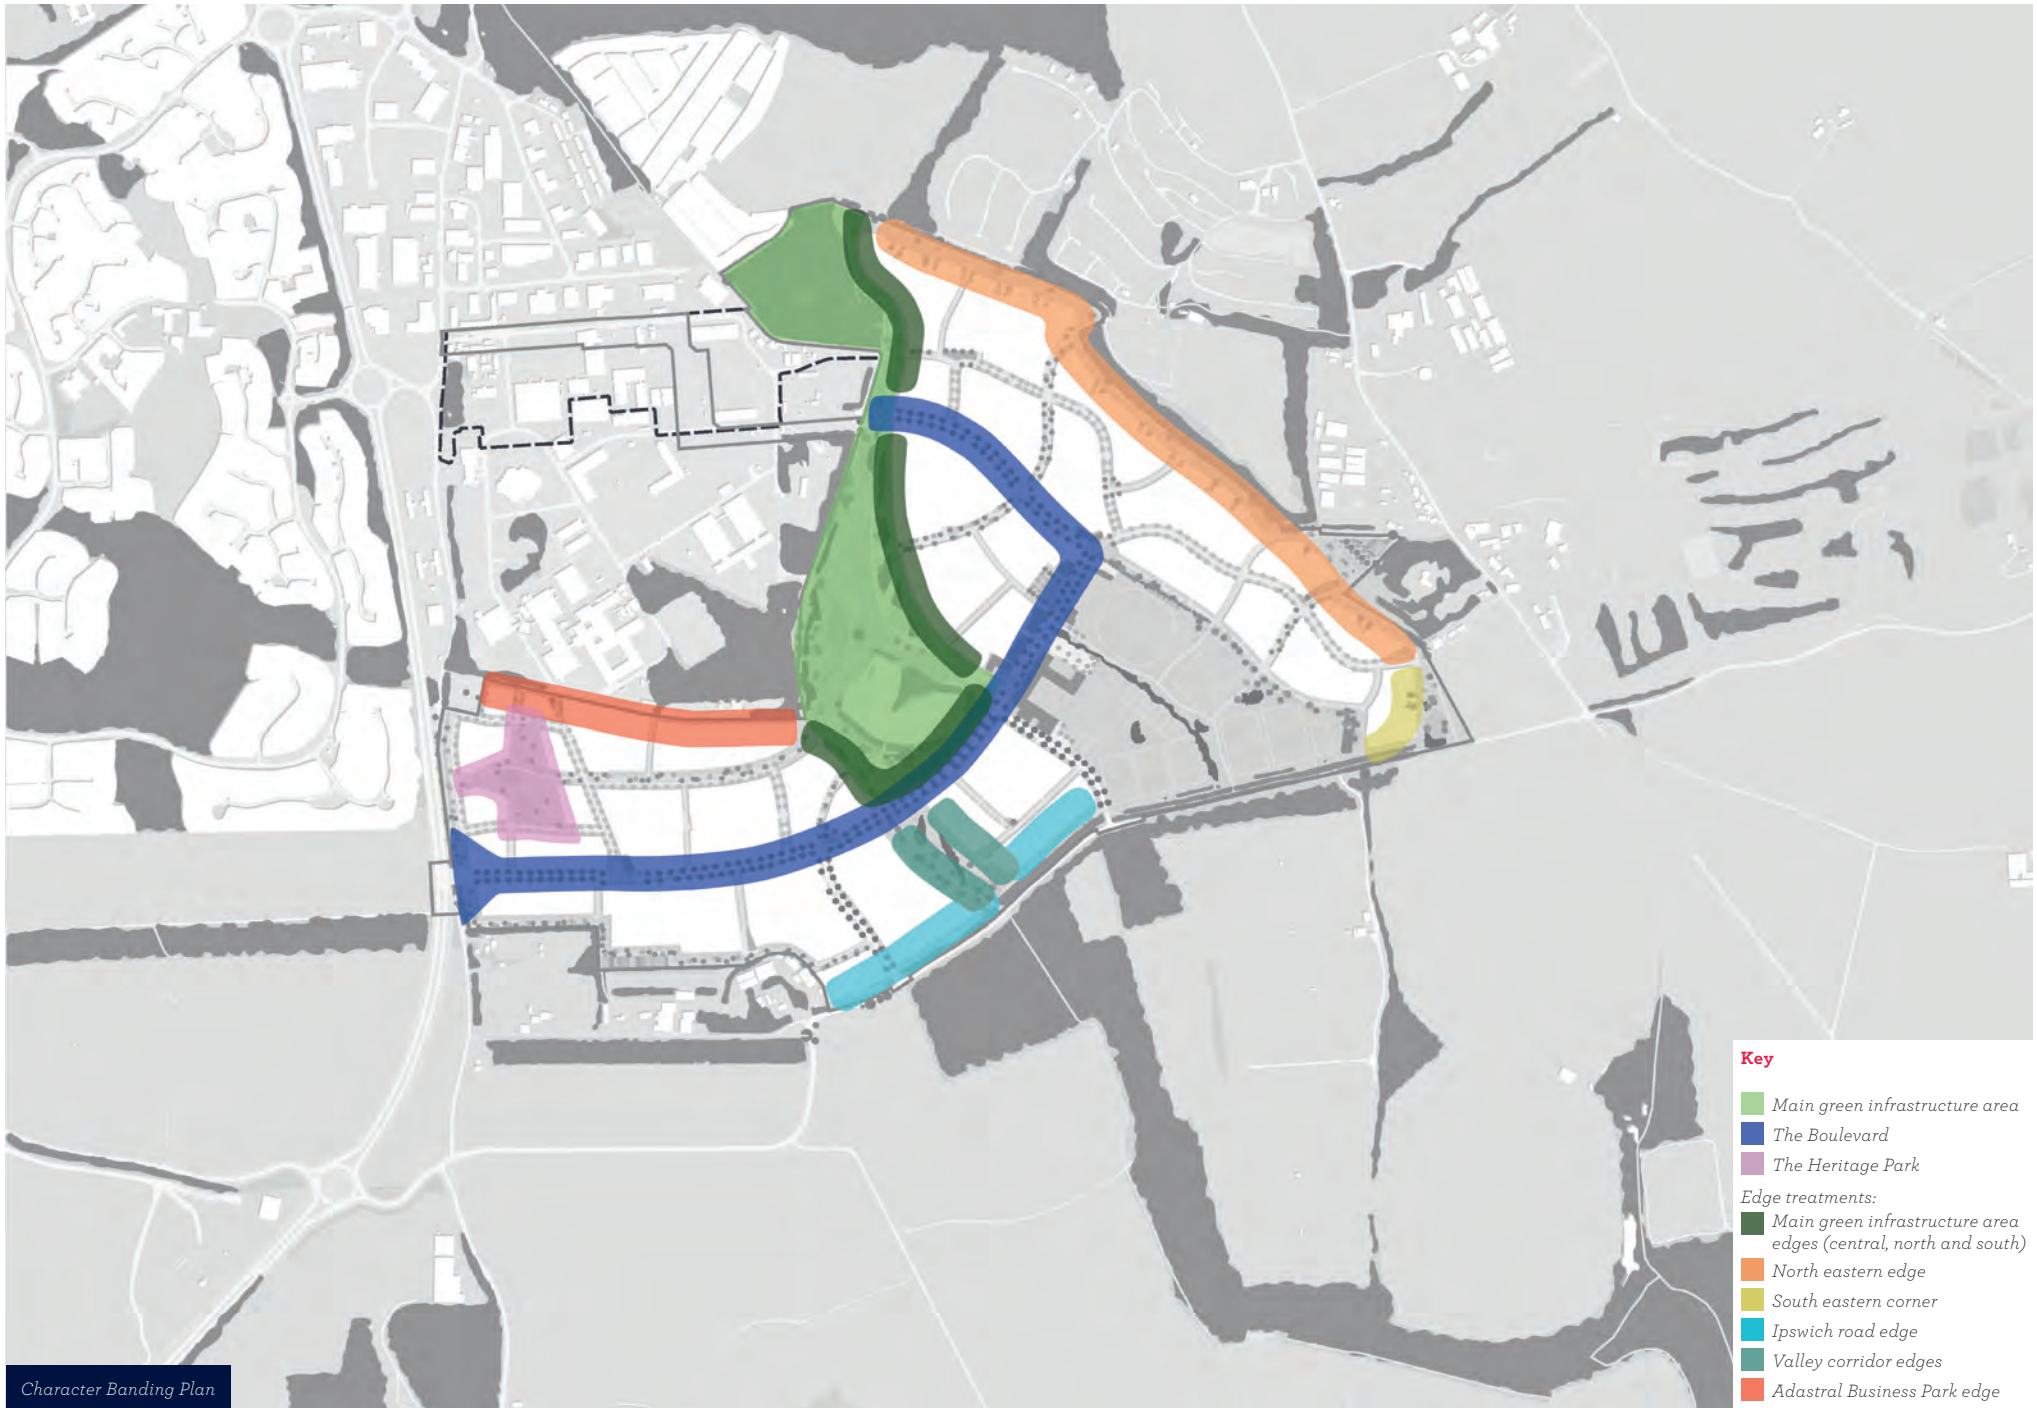 Key
Main green infrastructure area
The Boulevard
The Heritage Park
Edge treatments:
Main green infrastructure area
edges (central, north and south)
North eastern edge
South eastern corner
Ipswich road edge
Valley corridor edges
Adastral Business Park edge
Character Banding Plan